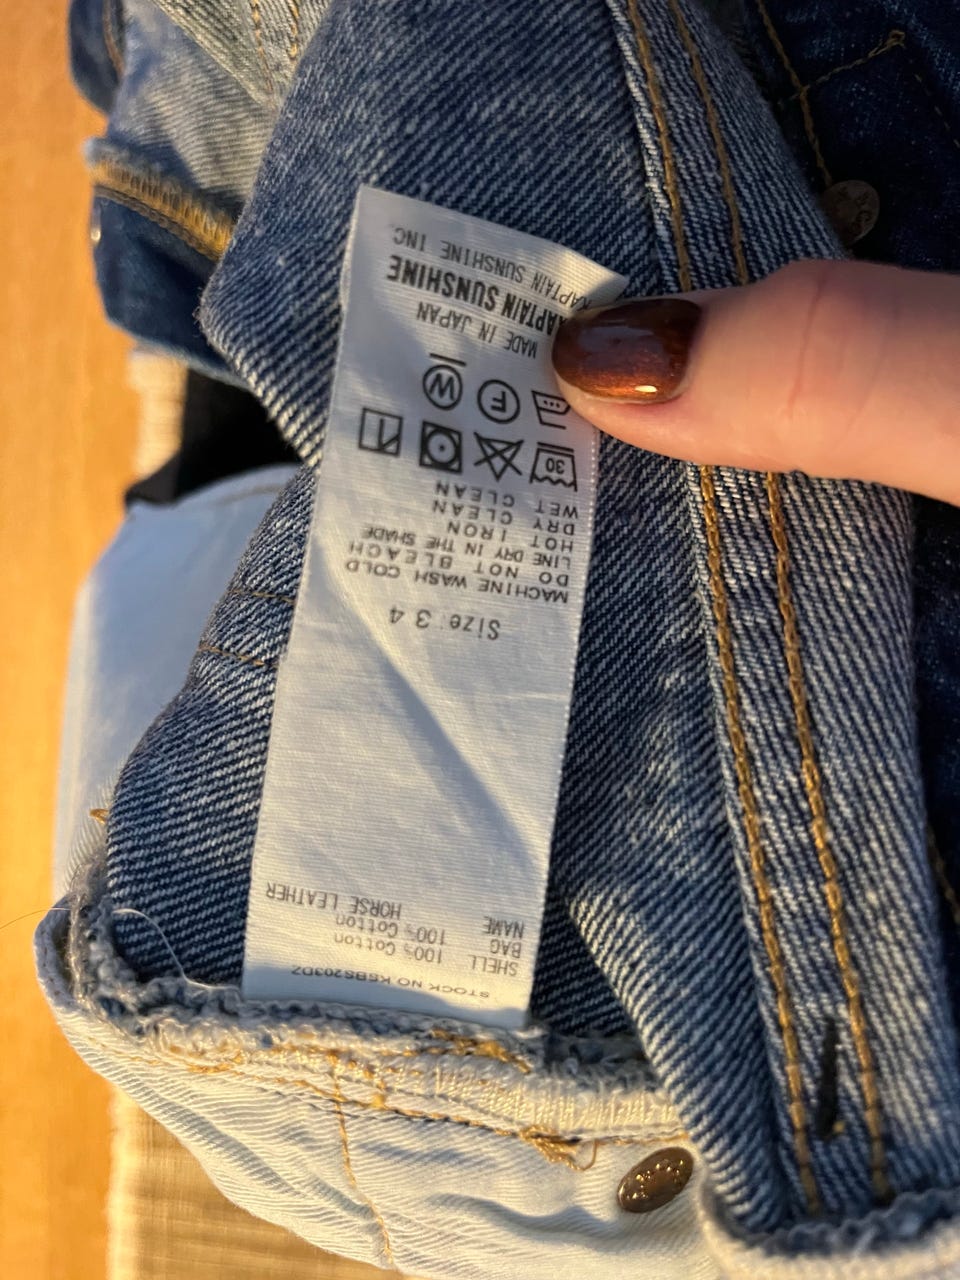 STOCK NO KSBS203DZ
SHELL 100% Cotton
BAG 100% Cotton
NAME HORSE LEATHER
Size: 34
MACHINE WASH COLD
DO NOT BLEACH
LINE DRY IN THE SHADE
HOT IRON
DRY CLEAN
WET CLEAN
30
F
W
MADE IN JAPAN
KAPTAIN SUNSHINE
KAPTAIN SUNSHINE INC